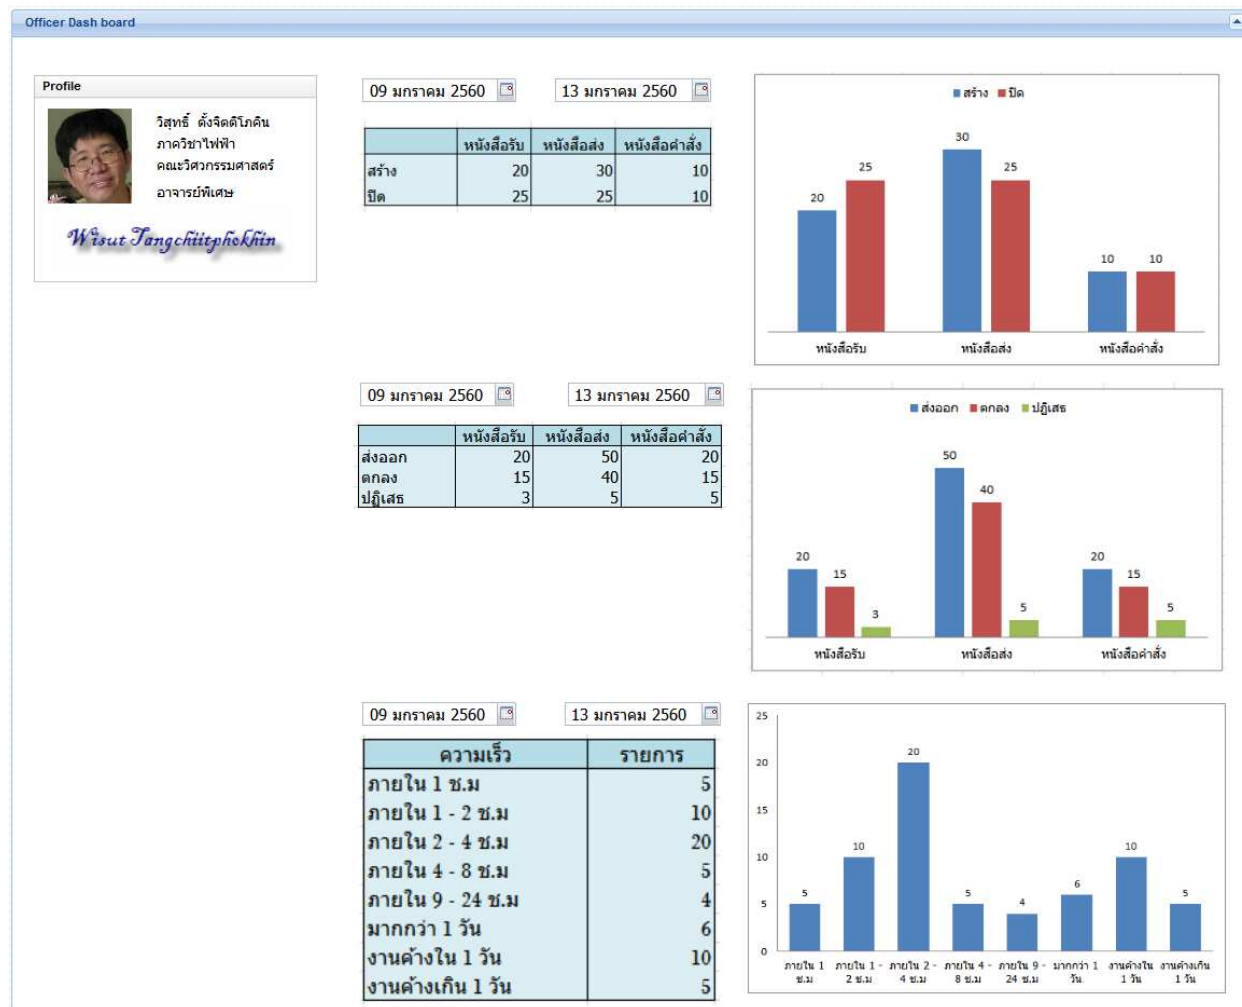 Officer Dash board
Profile
วิสุทธิ์ ตั้งจิตติโภคิน
ภาควิชาไฟฟ้า
คณะวิศวกรรมศาสตร์
อาจารย์พิเศษ
Wisut Tangchiitphokhin
09 มกราคม 2560 13 มกราคม 2560
หนังสือรับ หนังสือส่ง หนังสือคำสั่ง
สร้าง 20 30 10
ปิด 25 25 10
สร้าง ปิด
20 25 30 25 10 10
หนังสือรับ หนังสือส่ง หนังสือคำสั่ง
09 มกราคม 2560 13 มกราคม 2560
หนังสือรับ หนังสือส่ง หนังสือคำสั่ง
ส่งออก 20 50 20
ตกลง 15 40 15
ปฏิเสธ 3 5 5
ส่งออก ตกลง ปฏิเสธ
20 15 3 50 40 5 20 15 5
หนังสือรับ หนังสือส่ง หนังสือคำสั่ง
09 มกราคม 2560 13 มกราคม 2560
ความเร็ว รายการ
ภายใน 1 ช.ม 5
ภายใน 1 - 2 ช.ม 10
ภายใน 2 - 4 ช.ม 20
ภายใน 4 - 8 ช.ม 5
ภายใน 9 - 24 ช.ม 4
มากกว่า 1 วัน 6
งานค้างใน 1 วัน 10
งานค้างเกิน 1 วัน 5
25
20
15
10
5
0
5 10 20 5 4 6 10 5
ภายใน 1 ภายใน 1 - ภายใน 2 - ภายใน 4 - ภายใน 9 - มากกว่า 1 งานค้างใน งานค้างเกิน
ช.ม 2 ช.ม 4 ช.ม 8 ช.ม 24 ช.ม วัน 1 วัน 1 วัน